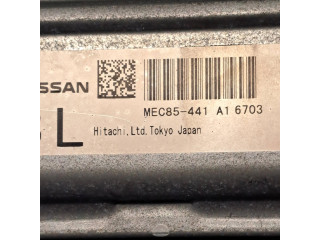 NISSAN
MEC85-441 A1 6703
L
Hitachi,Ltd.Tokyo Japan